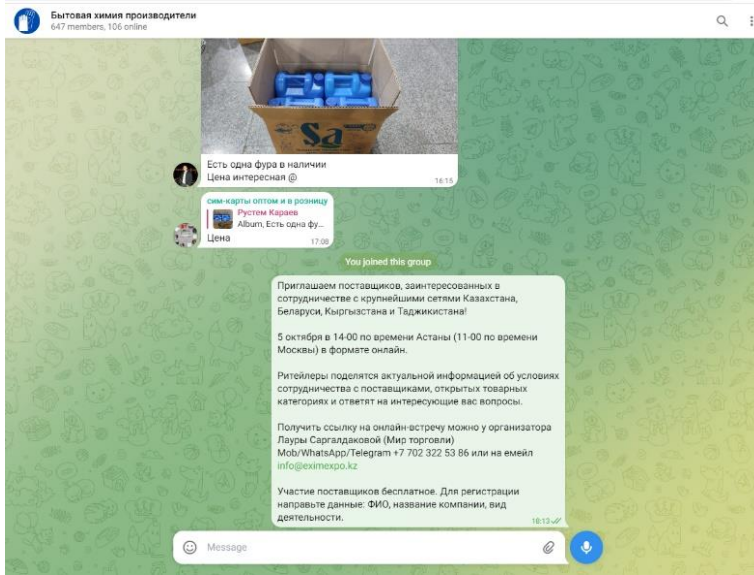 Бытовая химия производители
647 members, 106 online
Sa
Есть одна фура в наличии
Цена интересная @
16:15
сим-карты оптом и в розницу
Рустем Караев
Album, Есть одна фу...
Цена
17:08
You joined this group
Приглашаем поставщиков, заинтересованных в
сотрудничестве с крупнейшими сетями Казахстана,
Беларуси, Кыргызстана и Таджикистана!
5 октября в 14-00 по времени Астаны (11-00 по времени
Москвы) в формате онлайн.
Ритейлеры поделятся актуальной информацией об условиях
сотрудничества с поставщиками, открытых товарных
категориях и ответят на интересующие вас вопросы.
Получить ссылку на онлайн-встречу можно у организатора
Лауры Саргалдаковой (Мир торговли)
Mob/WhatsApp/Telegram +7 702 322 53 86 или на емейл
info@eximexpo.kz
Участие поставщиков бесплатное. Для регистрации
направьте данные: ФИО, название компании, вид
деятельности.
18:13
Message